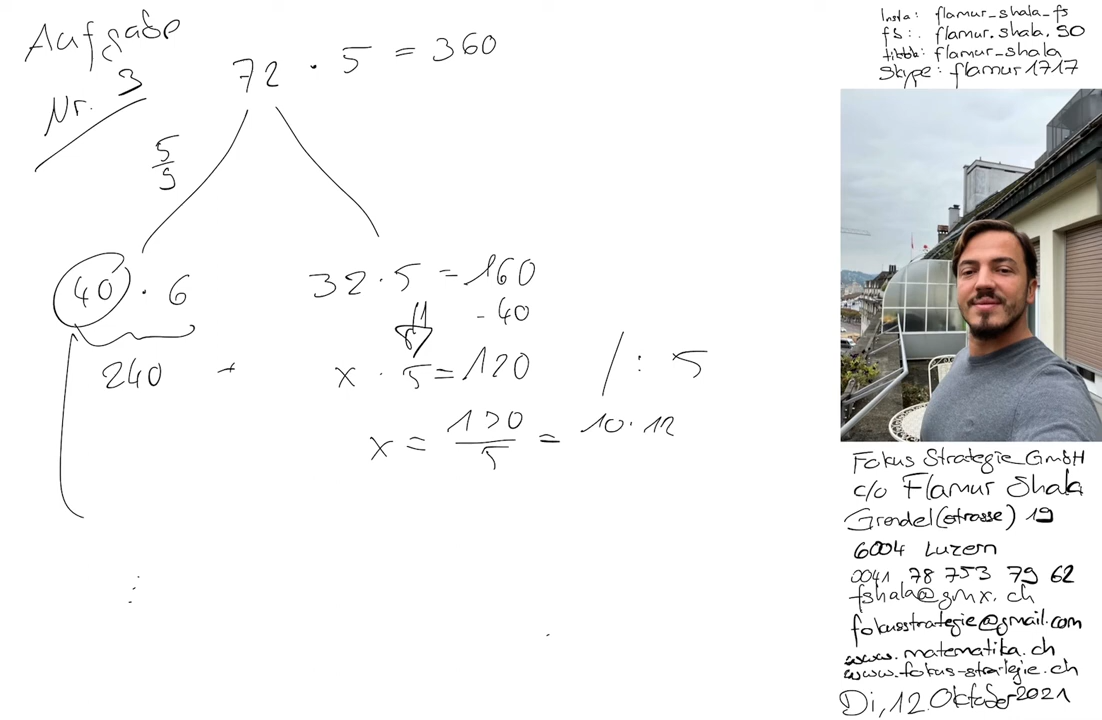 Aufgabe
Nr. 3
72 · 5 = 360
5
5
40 · 6
32 · 5 = 160
- 40
240 +
x · 5 = 120 / : 5
x = 120/5 = 10·12
Insta: flamur_shala_fs
fs:. flamur.shala.90
tiktok: flamur_shala
Skype: flamur1717
Fokus Strategie GmbH
c/o Flamur Shala
Grendel(strasse) 19
6004 Luzern
0041 78 753 79 62
fshala@gmx.ch
fokusstrategie@gmail.com
www.matematika.ch
www.fokus-strategie.ch
Di, 12.Oktober 2021